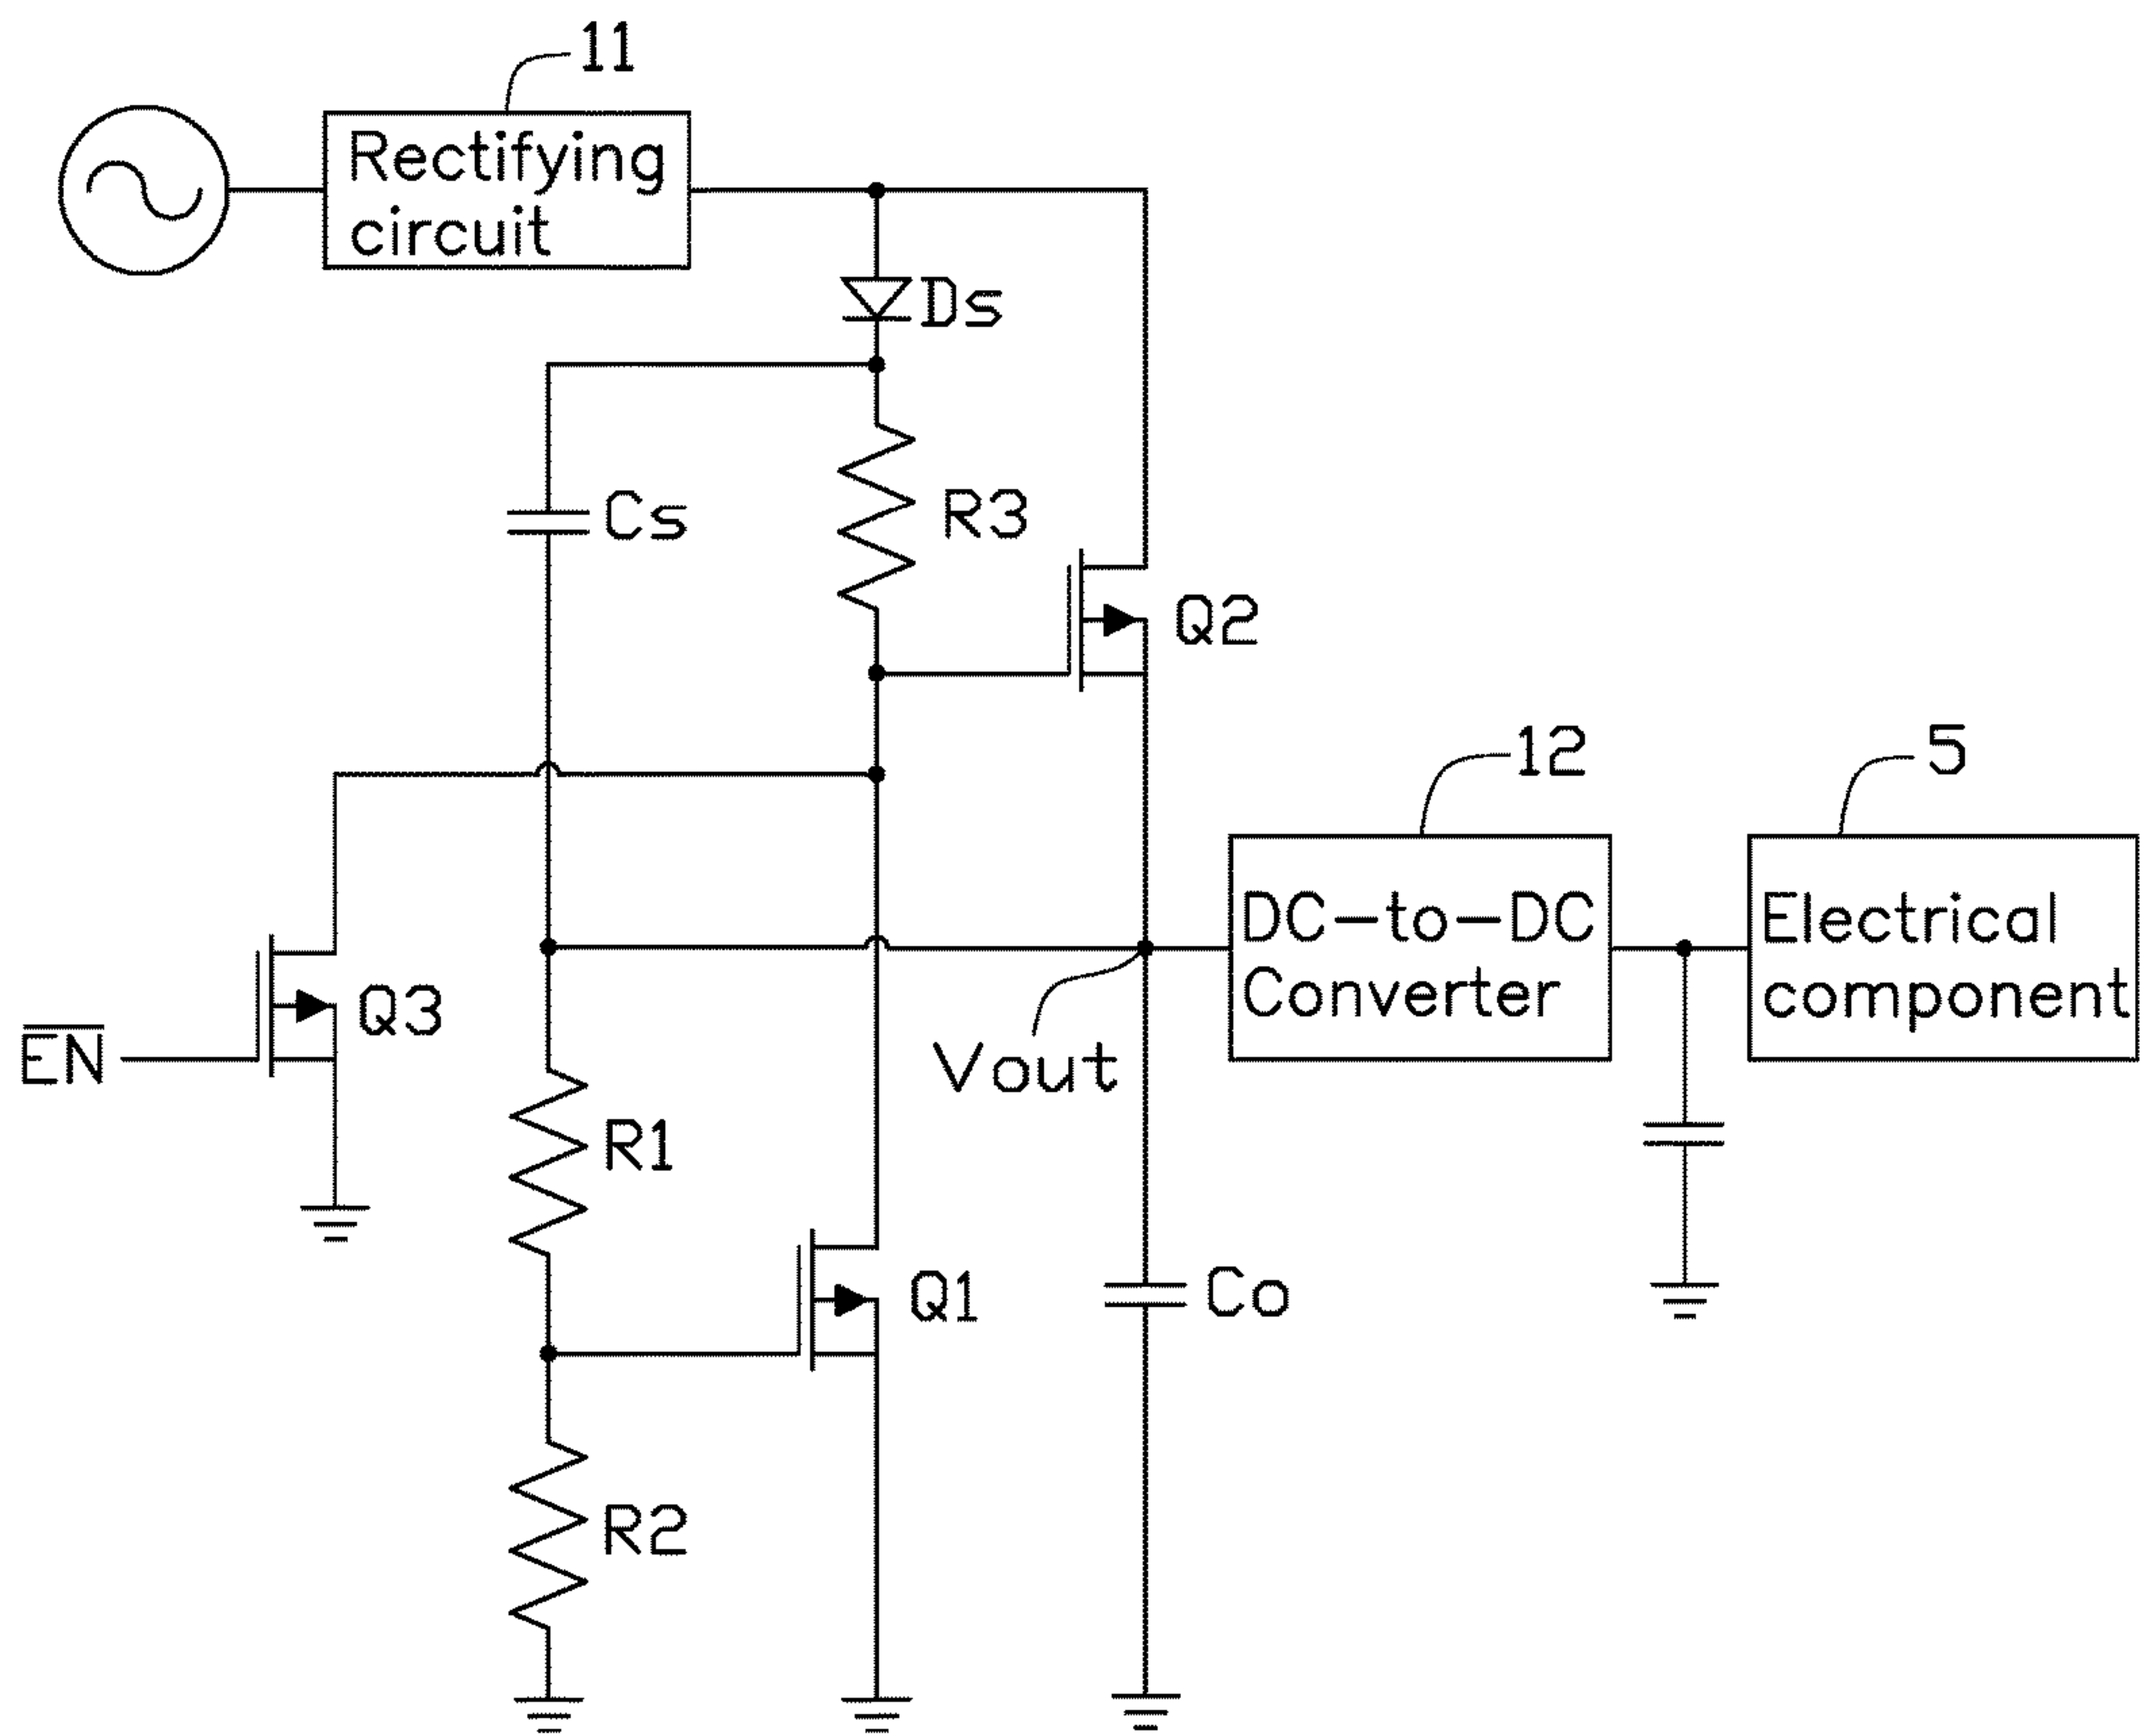 11
Rectifying
circuit
Ds
Cs
R3
Q2
12
5
DC-to-DC
Converter
Electrical
component
Q3
E̅N̅
Vout
R1
Q1
Co
R2